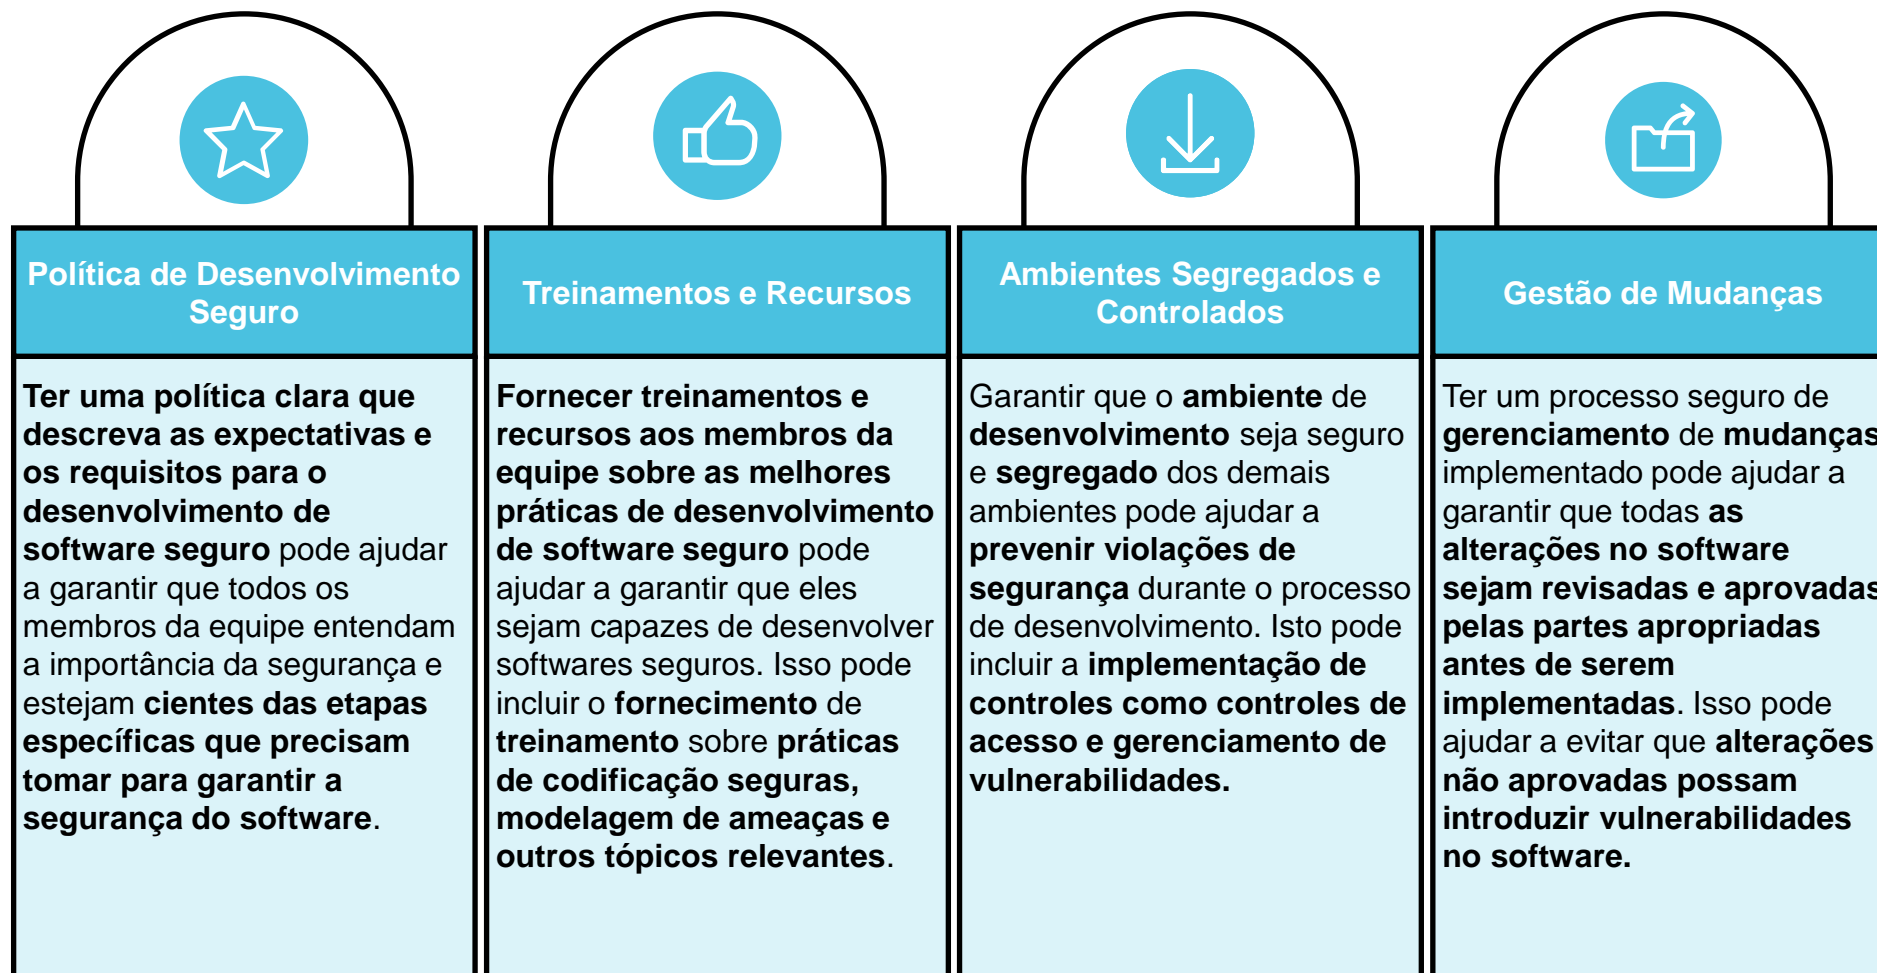 Política de Desenvolvimento
Seguro
Ter uma política clara que
descreva as expectativas e
os requisitos para o
desenvolvimento de
software seguro pode ajudar
a garantir que todos os
membros da equipe entendam
a importância da segurança e
estejam cientes das etapas
específicas que precisam
tomar para garantir a
segurança do software.
Treinamentos e Recursos
Fornecer treinamentos e
recursos aos membros da
equipe sobre as melhores
práticas de desenvolvimento
de software seguro pode
ajudar a garantir que eles
sejam capazes de desenvolver
softwares seguros. Isso pode
incluir o fornecimento de
treinamento sobre práticas
de codificação seguras,
modelagem de ameaças e
outros tópicos relevantes.
Ambientes Segregados e
Controlados
Garantir que o ambiente de
desenvolvimento seja seguro
e segregado dos demais
ambientes pode ajudar a
prevenir violações de
segurança durante o processo
de desenvolvimento. Isto pode
incluir a implementação de
controles como controles de
acesso e gerenciamento de
vulnerabilidades.
Gestão de Mudanças
Ter um processo seguro de
gerenciamento de mudanças
implementado pode ajudar a
garantir que todas as
alterações no software
sejam revisadas e aprovadas
pelas partes apropriadas
antes de serem
implementadas. Isso pode
ajudar a evitar que alterações
não aprovadas possam
introduzir vulnerabilidades
no software.